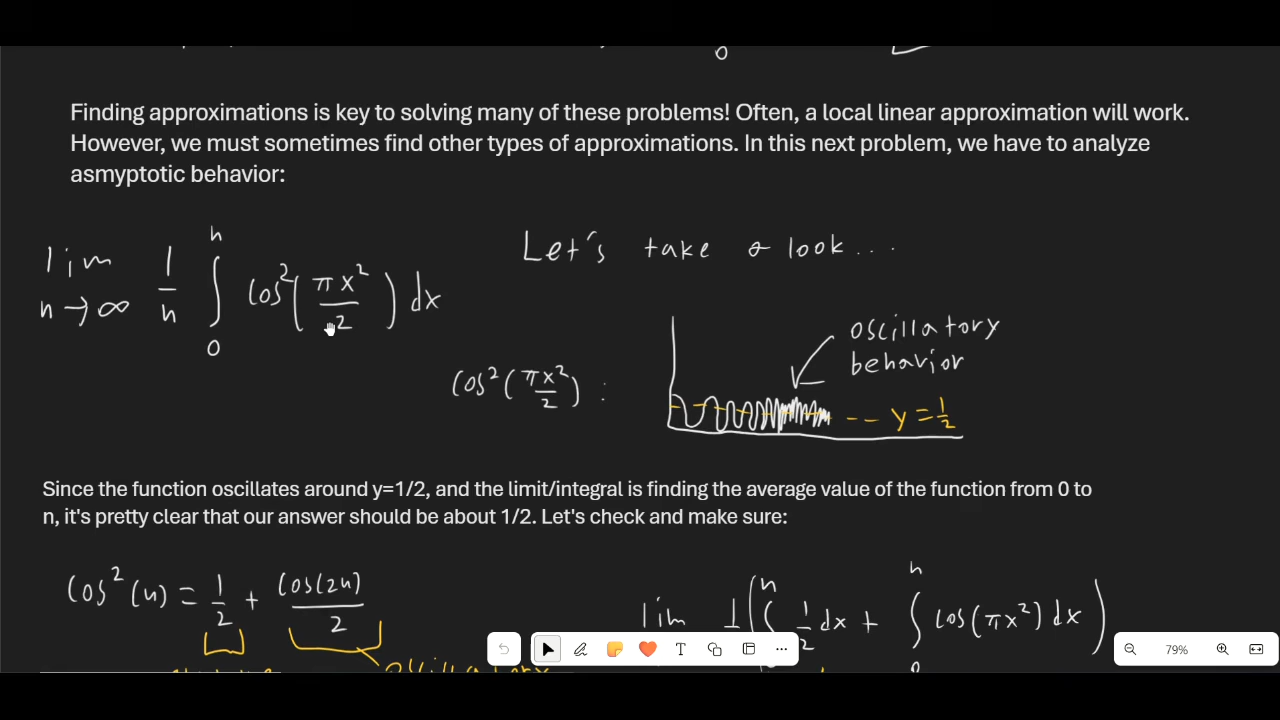 Finding approximations is key to solving many of these problems! Often, a local linear approximation will work.
However, we must sometimes find other types of approximations. In this next problem, we have to analyze
asmyptotic behavior:
lim n→∞ 1/n ∫₀ⁿ cos²(πx²/2) dx
Let's take a look...
oscillatory
behavior
cos²(πx²/2) :
-- y = 1/2
Since the function oscillates around y=1/2, and the limit/integral is finding the average value of the function from 0 to
n, it's pretty clear that our answer should be about 1/2. Let's check and make sure:
cos²(u) = 1/2 + cos(2u)/2
lim 1 ( ∫ⁿ 1/2 dx + ∫₀ⁿ cos(πx²) dx )
oscillatory
79%